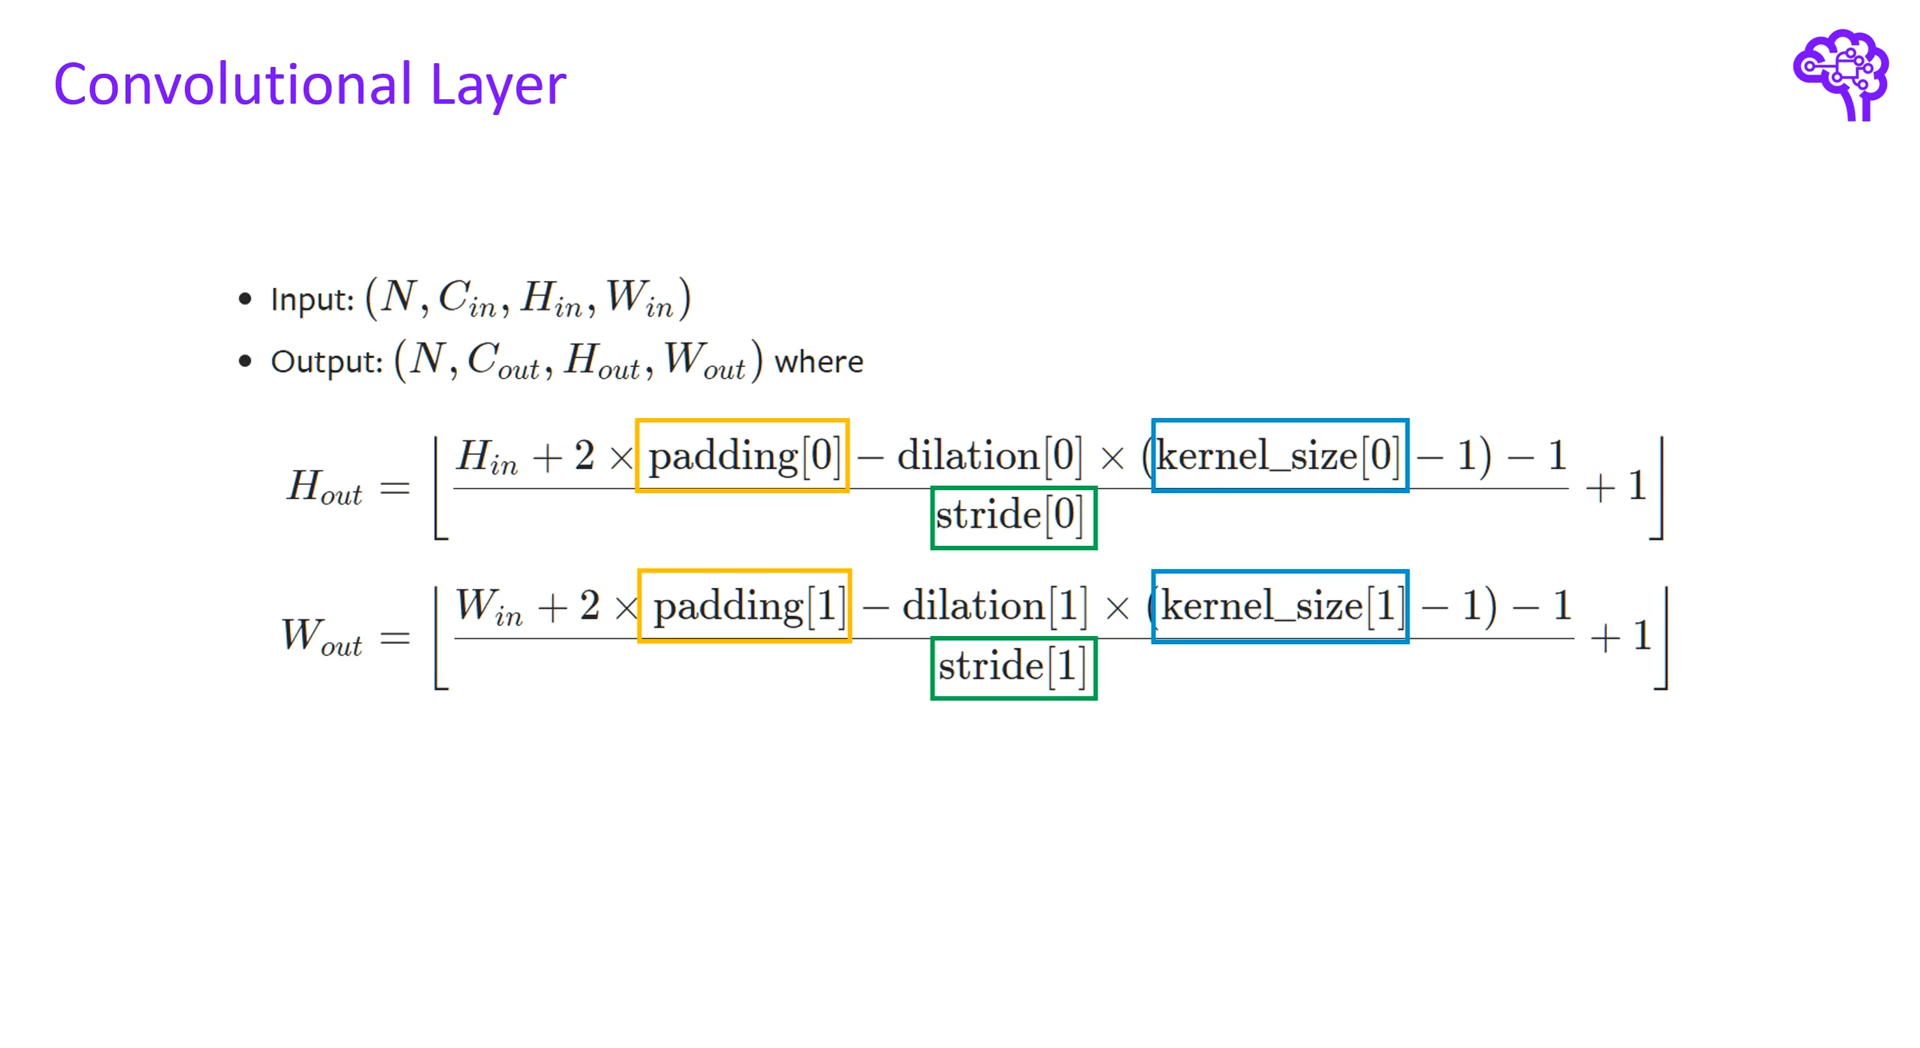 Convolutional Layer
• Input: (N, C_in, H_in, W_in)
• Output: (N, C_out, H_out, W_out) where
H_out = ⌊ (H_in + 2 × padding[0] − dilation[0] × (kernel_size[0] − 1) − 1) / stride[0] + 1 ⌋
W_out = ⌊ (W_in + 2 × padding[1] − dilation[1] × (kernel_size[1] − 1) − 1) / stride[1] + 1 ⌋